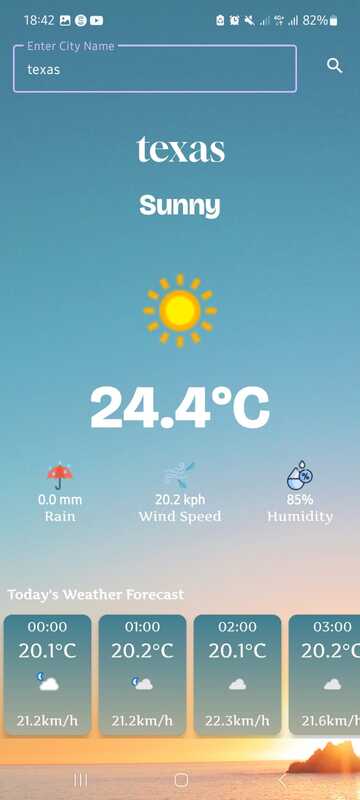 18:42 82%
Enter City Name
texas
texas
Sunny
24.4°C
0.0 mm 20.2 kph 85%
Rain Wind Speed Humidity
Today's Weather Forecast
00:00 01:00 02:00 03:00
20.1°C 20.2°C 20.1°C 20.2°C
21.2km/h 21.2km/h 22.3km/h 21.6km/h